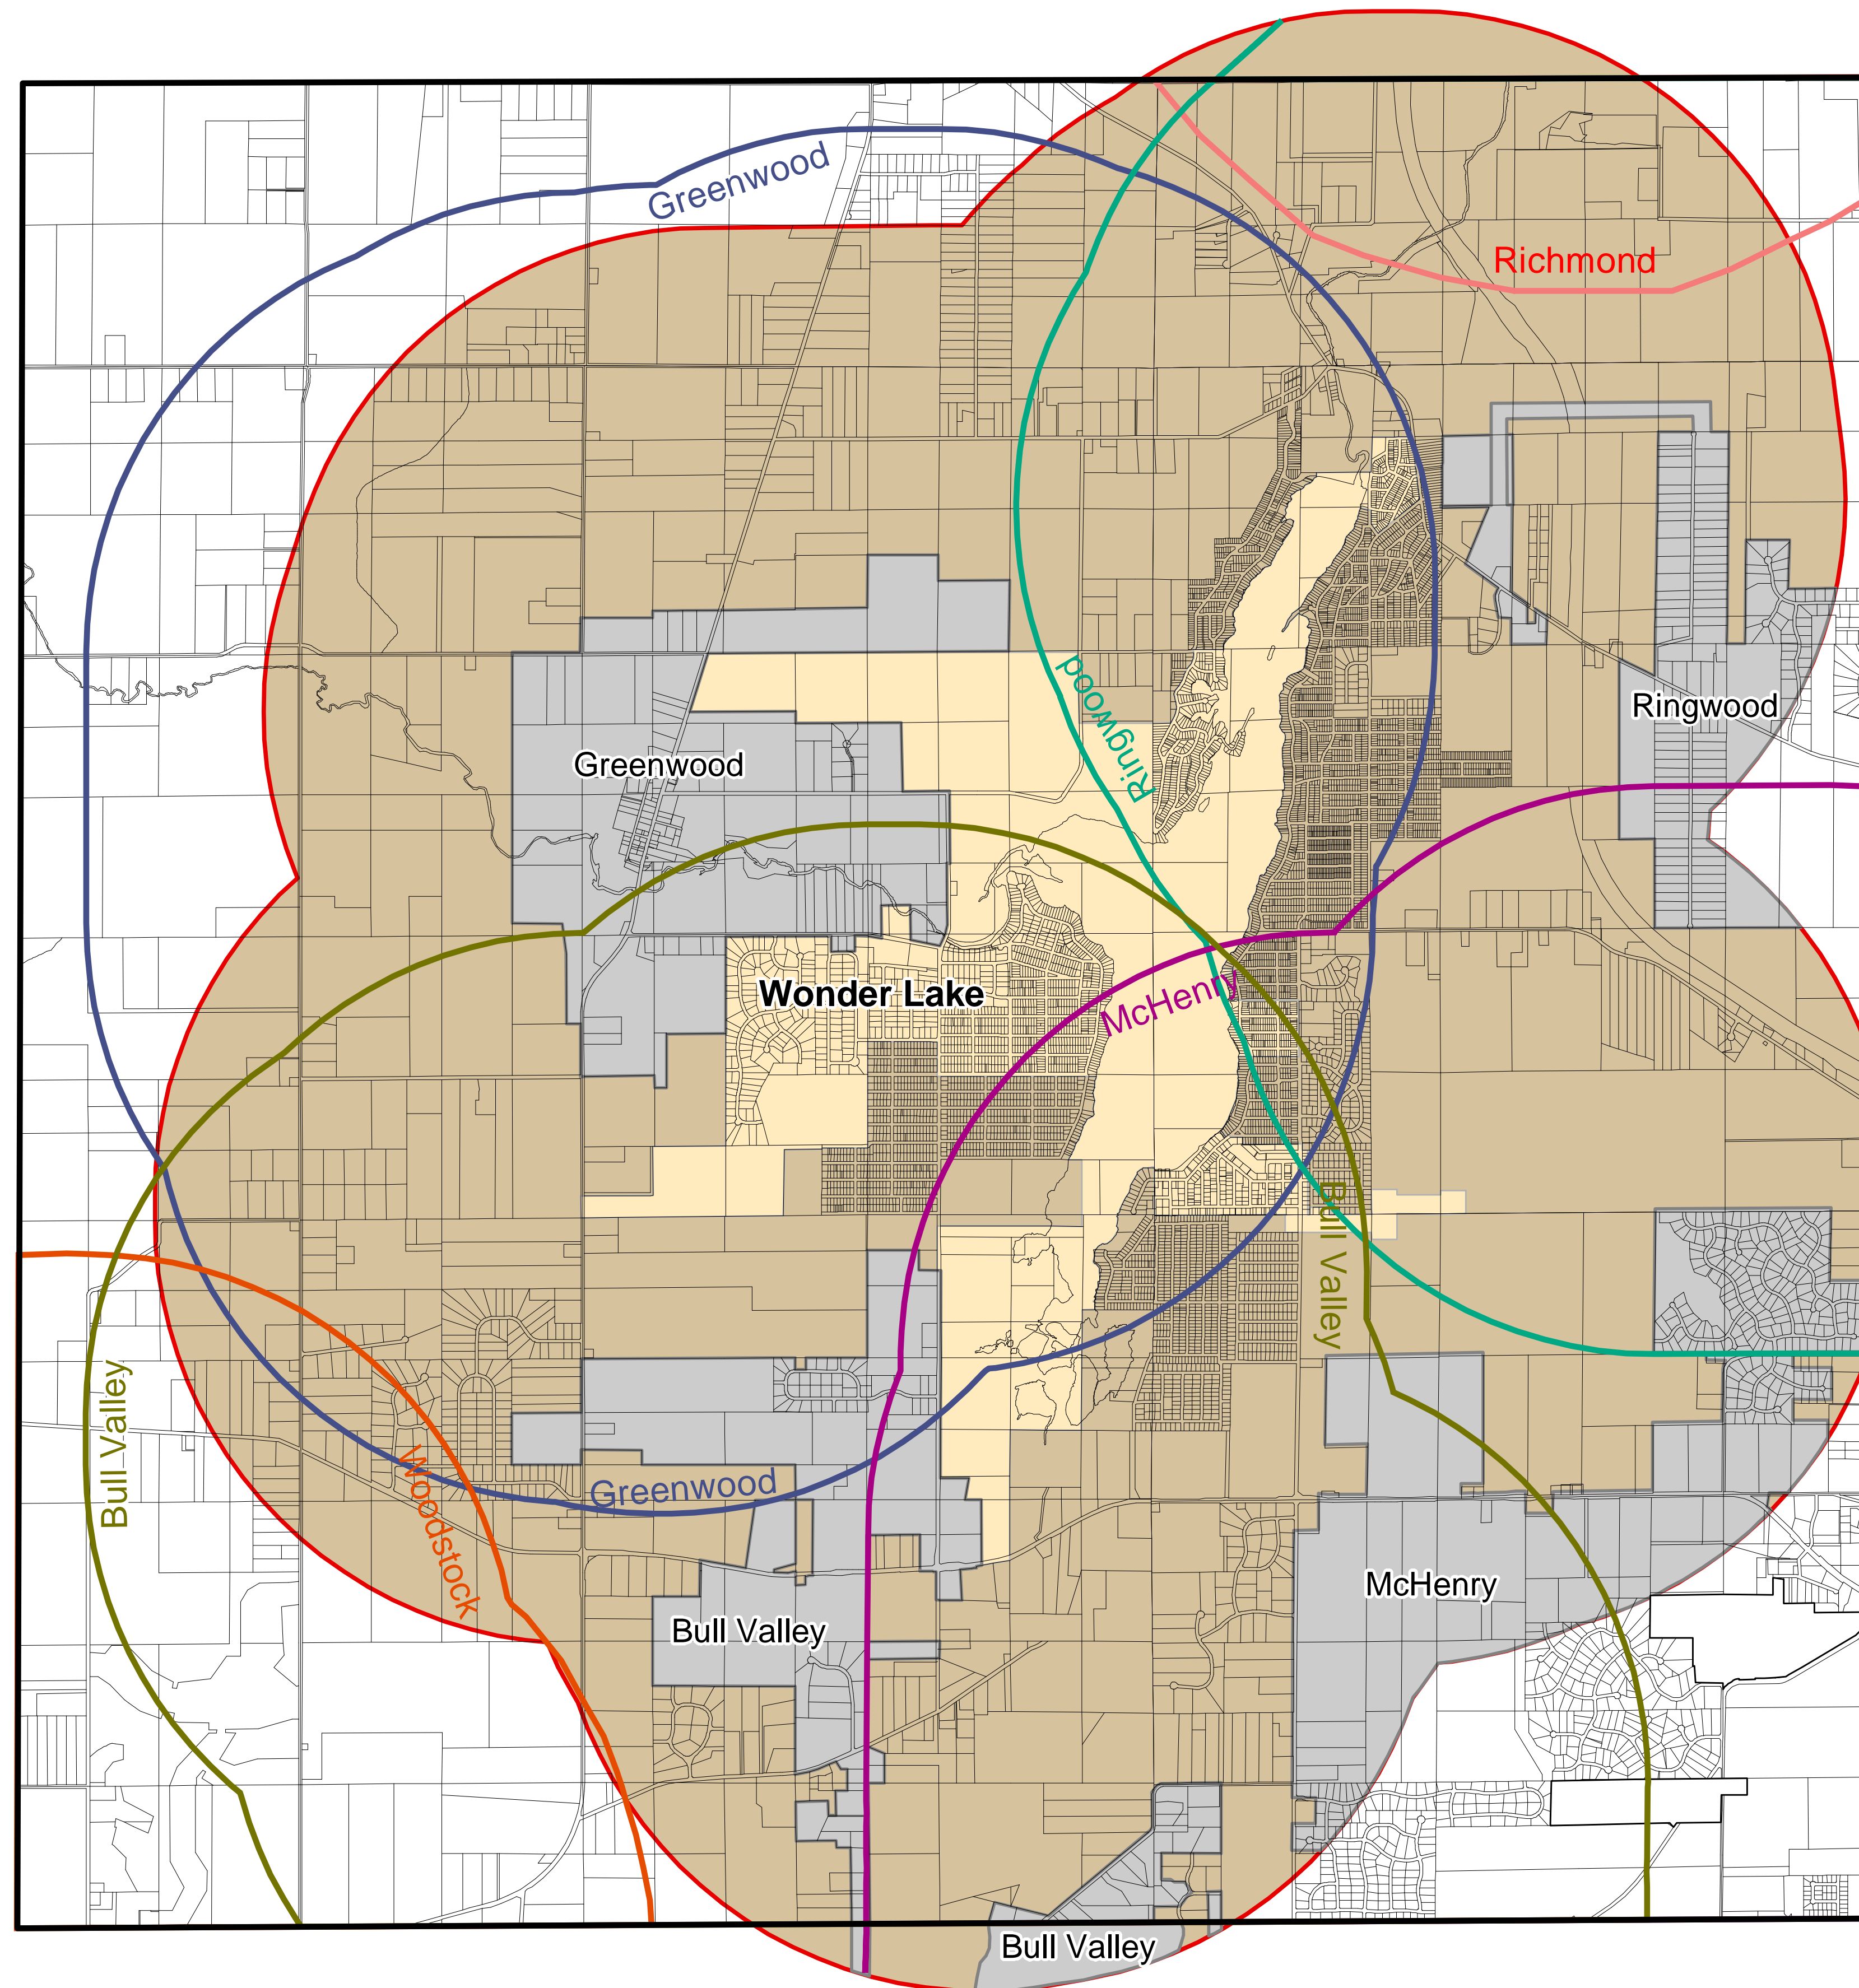 Greenwood
Richmond
Ringwood
Ringwood
Greenwood
Wonder Lake
McHenry
Bull Valley
Bull Valley
Woodstock
Greenwood
McHenry
Bull Valley
Bull Valley